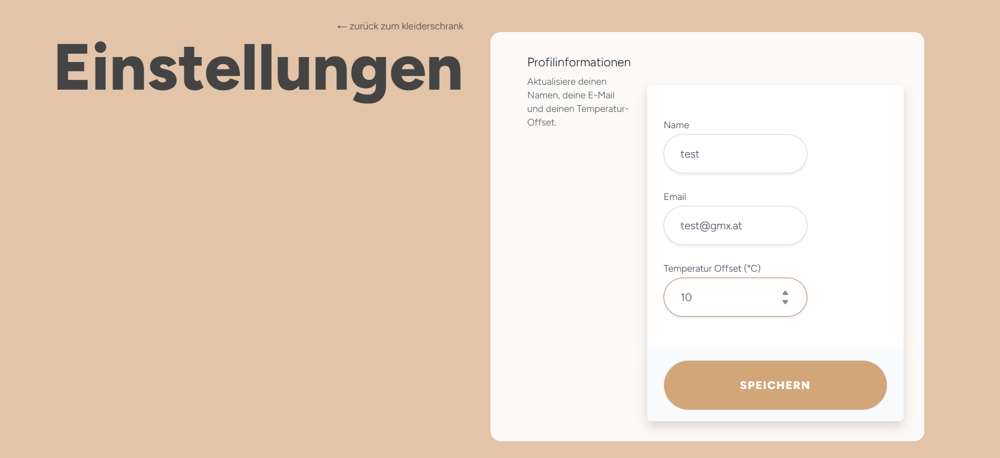 ← zurück zum kleiderschrank
Einstellungen
Profilinformationen
Aktualisiere deinen
Namen, deine E-Mail
und deinen Temperatur-
Offset.
Name
test
Email
test@gmx.at
Temperatur Offset (°C)
10
SPEICHERN